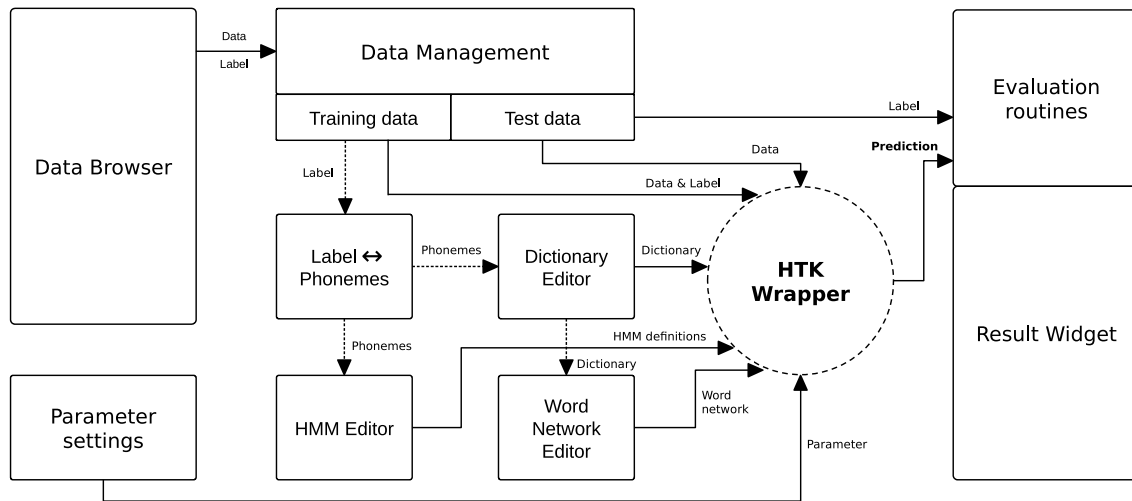 Data
Label
Data Management
Training data
Test data
Data Browser
Label
Data & Label
Data
Label
Evaluation
routines
Prediction
Label ↔
Phonemes
Phonemes
Dictionary
Editor
Dictionary
HTK
Wrapper
Phonemes
Dictionary
HMM definitions
Result Widget
Parameter
settings
HMM Editor
Word
Network
Editor
Word
network
Parameter